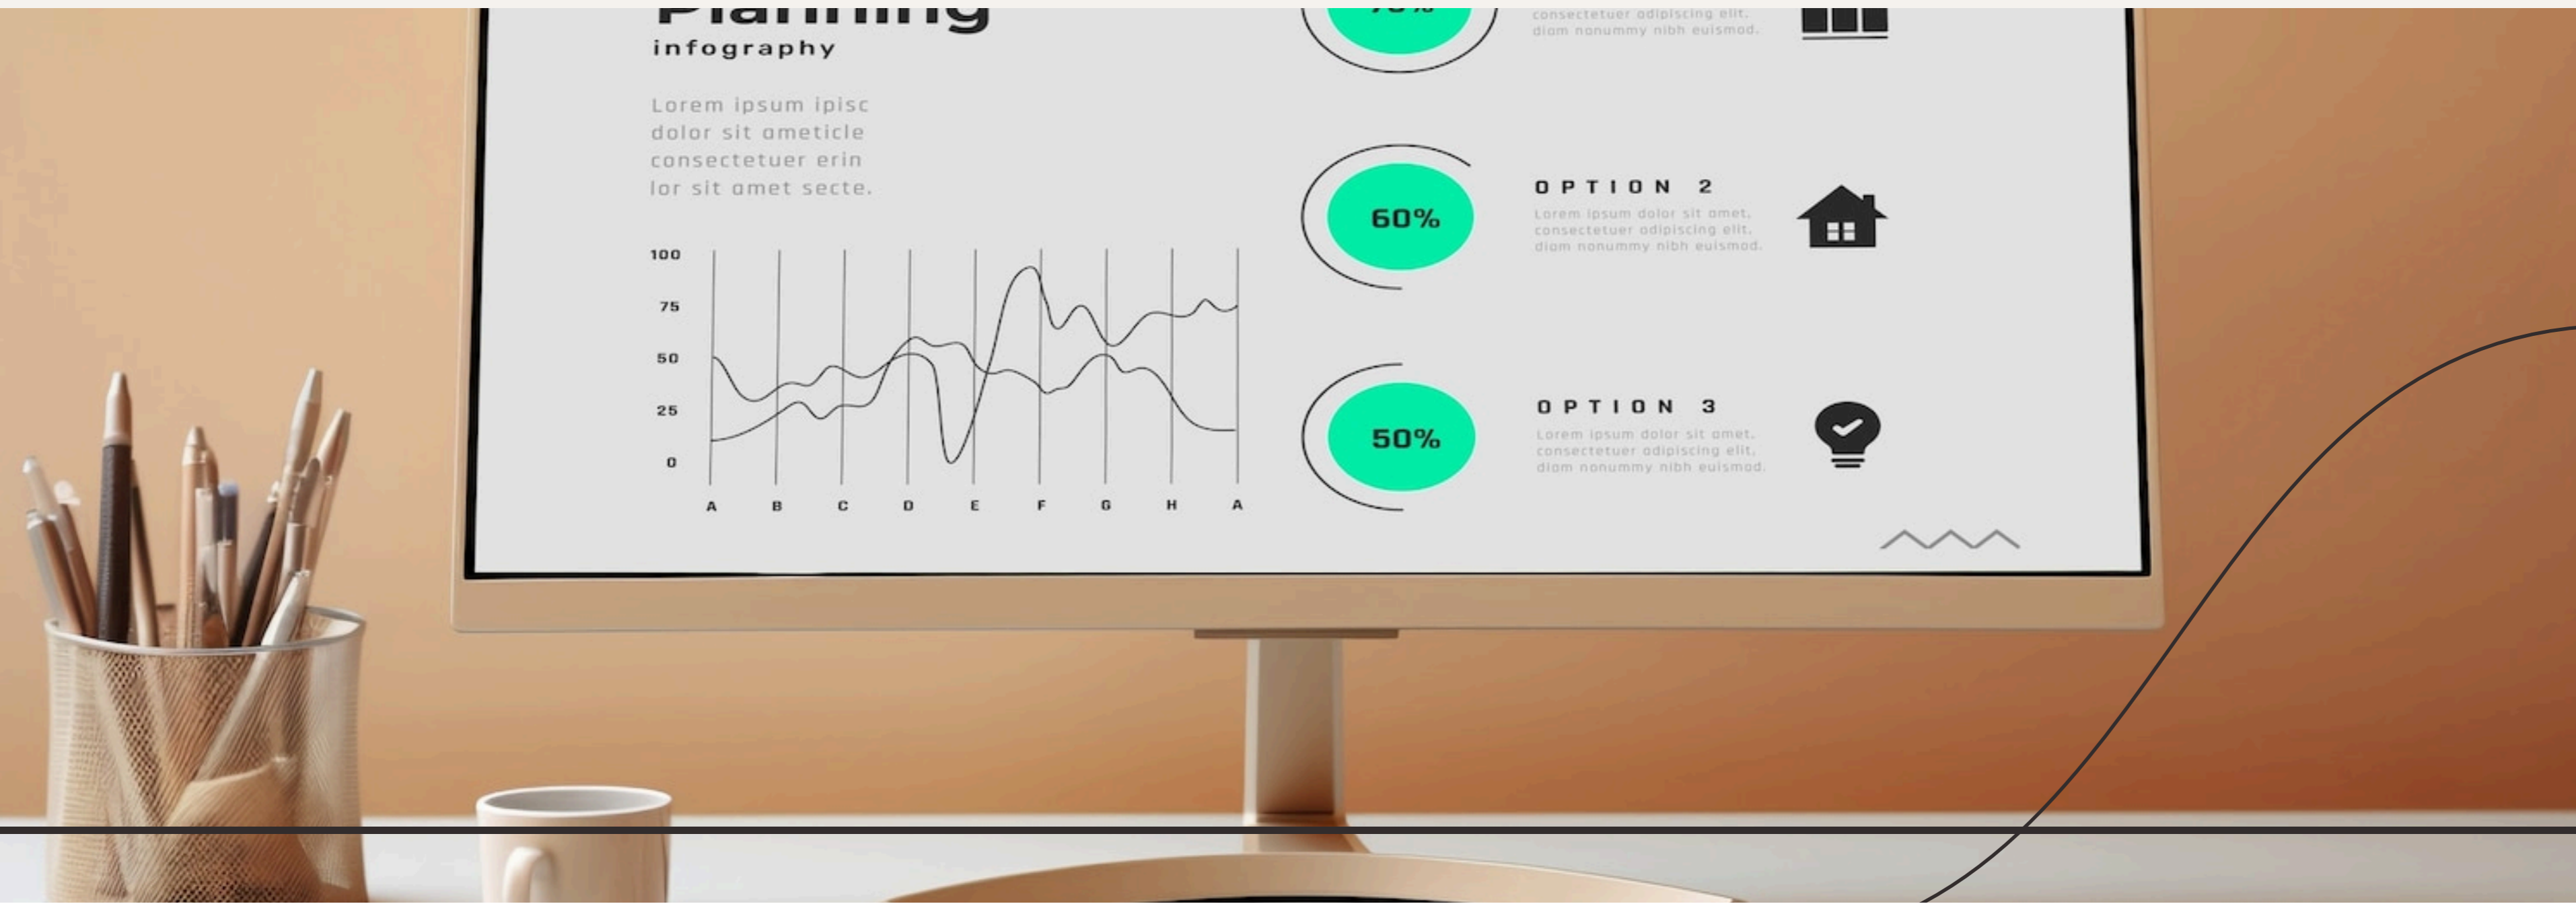 Planning
infography
Lorem ipsum ipisc
dolor sit ameticle
consectetuer erin
lor sit amet secte.
100
75
50
25
0
A B C D E F G H A
consectetuer adipiscing elit,
diam nonummy nibh euismod.
60%
OPTION 2
Lorem ipsum dolor sit amet,
consectetuer adipiscing elit,
diam nonummy nibh euismod.
50%
OPTION 3
Lorem ipsum dolor sit amet,
consectetuer adipiscing elit,
diam nonummy nibh euismod.